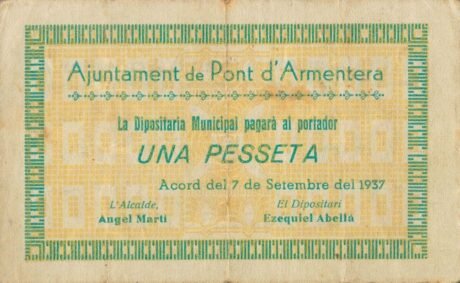 Ajuntament de Pont d'Armentera
La Dipositaria Municipal pagarà al portador
UNA PESSETA
Acord del 7 de Setembre del 1937
L'Alcalde,
Angel Martí
El Dipositari
Ezequiel Abellá